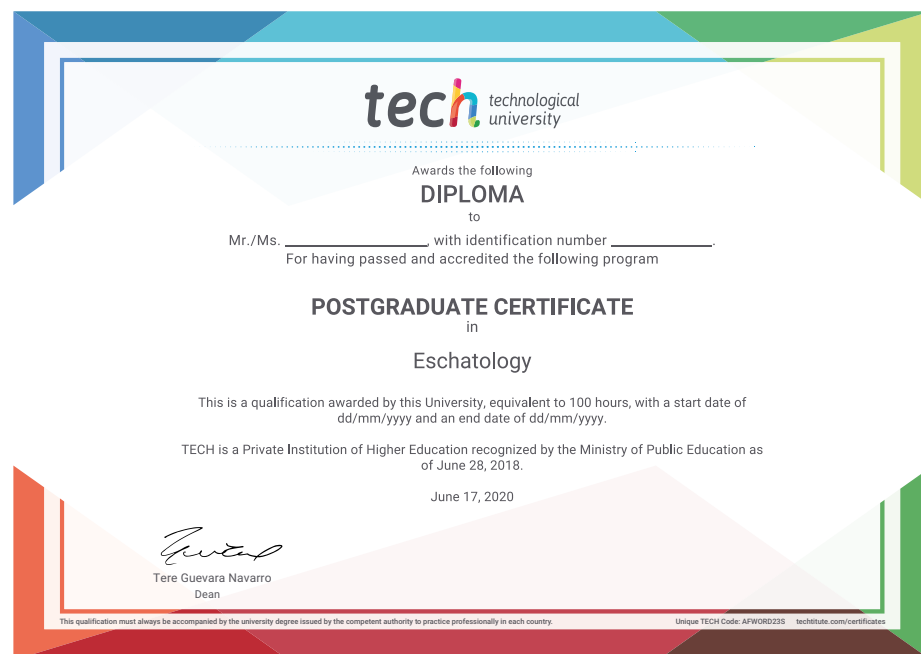 tech technological
university
Awards the following
DIPLOMA
to
Mr./Ms. ____________________, with identification number ______________.
For having passed and accredited the following program
POSTGRADUATE CERTIFICATE
in
Eschatology
This is a qualification awarded by this University, equivalent to 100 hours, with a start date of
dd/mm/yyyy and an end date of dd/mm/yyyy.
TECH is a Private Institution of Higher Education recognized by the Ministry of Public Education as
of June 28, 2018.
June 17, 2020
Tere Guevara Navarro
Dean
This qualification must always be accompanied by the university degree issued by the competent authority to practice professionally in each country. Unique TECH Code: AFWORD23S techtitute.com/certificates